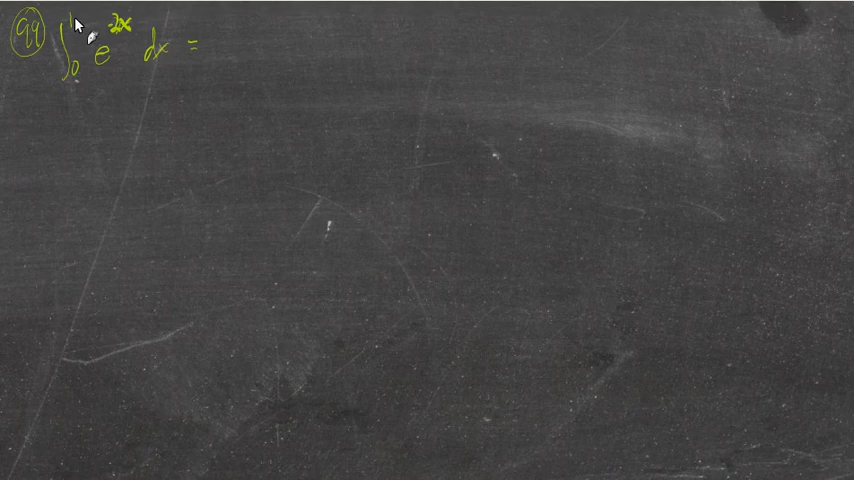 99 ∫₀¹ e⁻²ˣ dx =